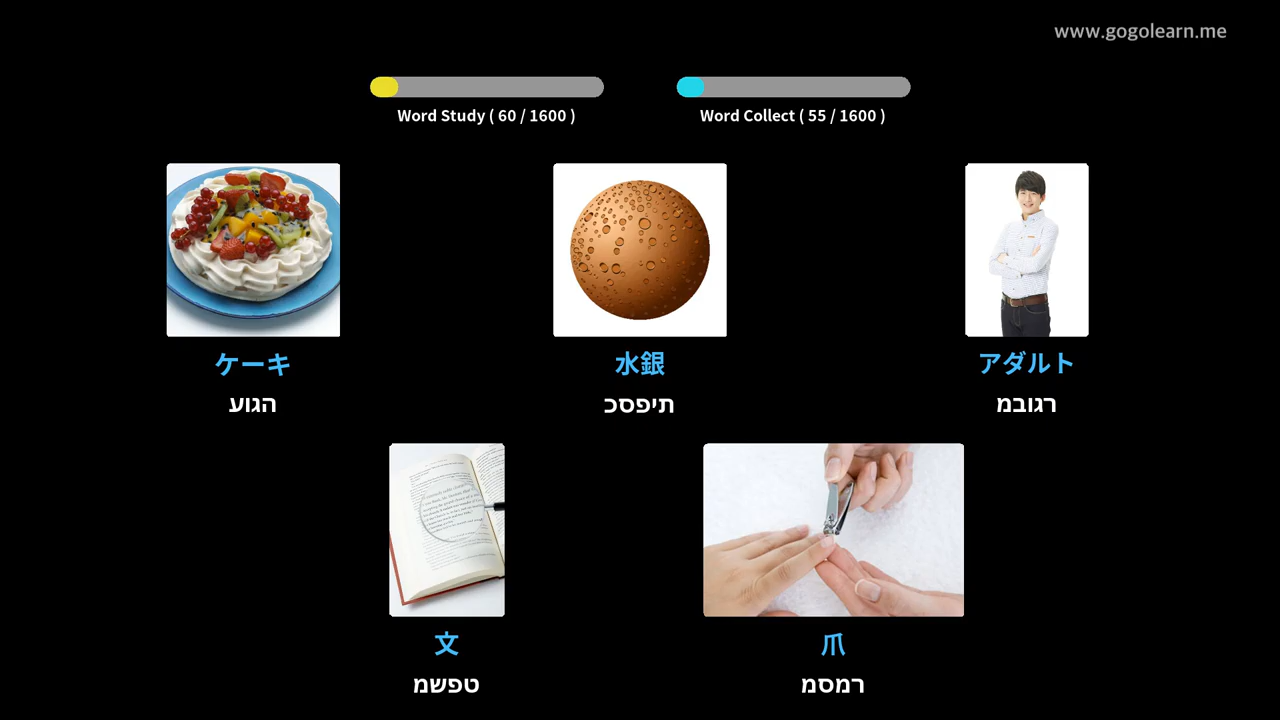 www.gogolearn.me
Word Study ( 60 / 1600 )
Word Collect ( 55 / 1600 )
ケーキ
הגוע
水銀
תיפסכ
アダルト
רגובמ
文
טפשמ
爪
רמסמ